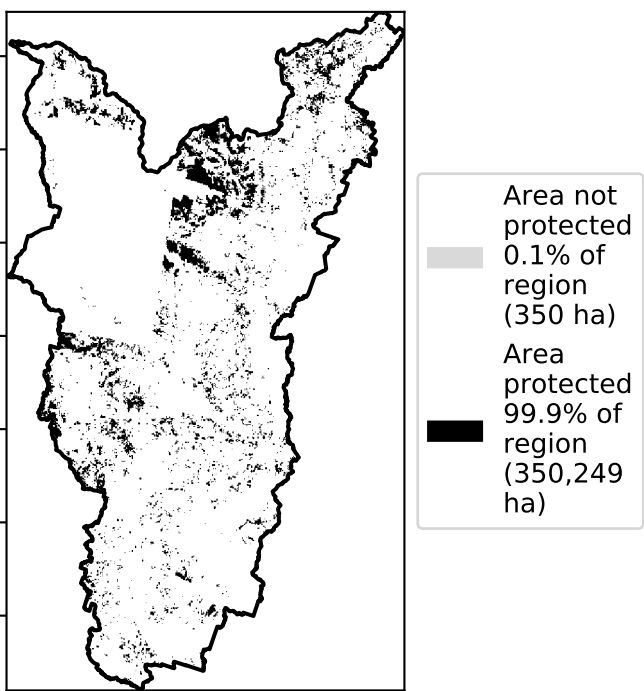 Area not
protected
0.1% of
region
(350 ha)
Area
protected
99.9% of
region
(350,249
ha)